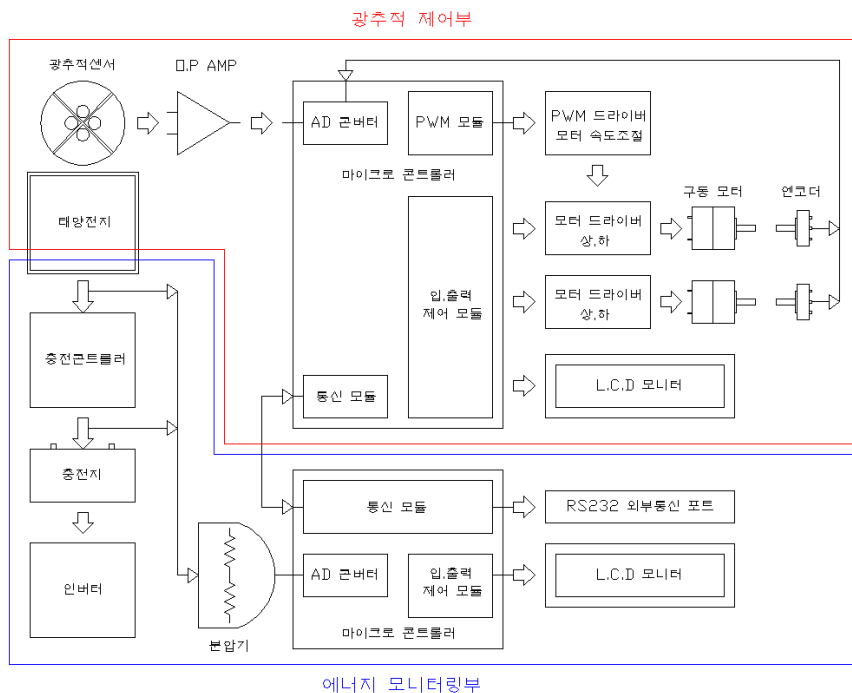 광추적 제어부
광추적센서
O.P AMP
AD 콘버터
PWM 모듈
PWM 드라이버
모터 속도조절
마이크로 콘트롤러
태양전지
구동 모터
엔코더
모터 드라이버
상,하
입,출력
제어 모듈
모터 드라이버
상,하
충전콘트롤러
통신 모듈
L.C.D 모니터
충전지
통신 모듈
RS232 외부통신 포트
인버터
AD 콘버터
입,출력
제어 모듈
L.C.D 모니터
분압기
마이크로 콘트롤러
에너지 모니터링부